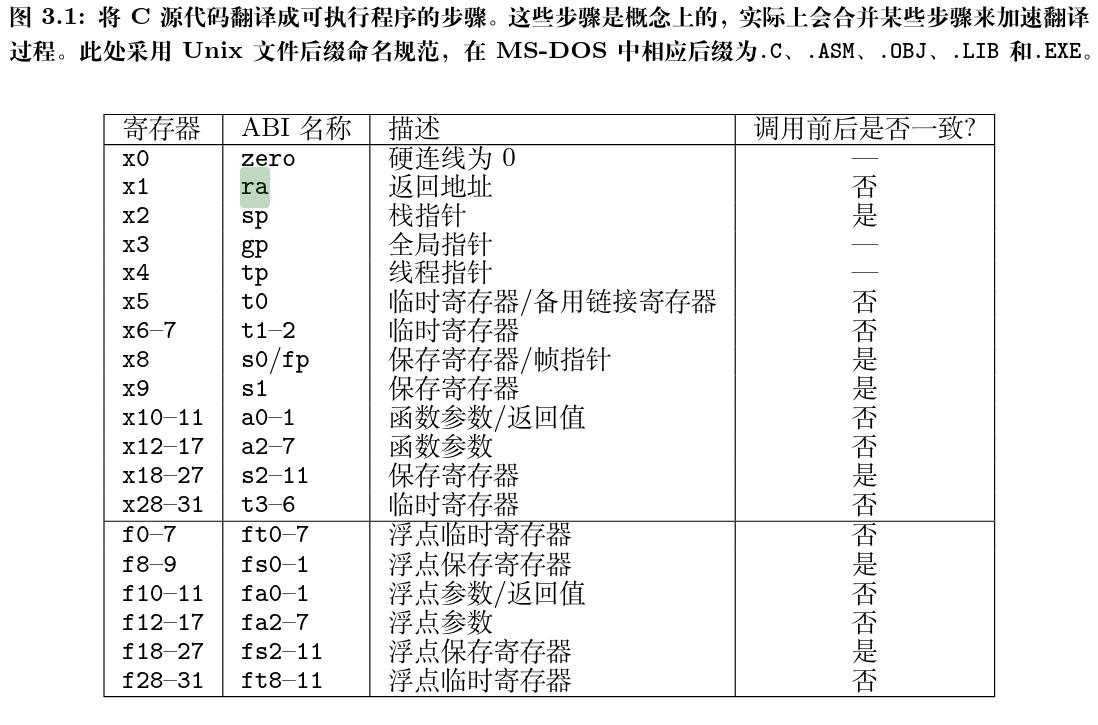 图 3.1: 将 C 源代码翻译成可执行程序的步骤。这些步骤是概念上的, 实际上会合并某些步骤来加速翻译
过程。此处采用 Unix 文件后缀命名规范, 在 MS-DOS 中相应后缀为.C、.ASM、.OBJ、.LIB 和.EXE。
寄存器 ABI 名称 描述 调用前后是否一致?
x0 zero 硬连线为 0 —
x1 ra 返回地址 否
x2 sp 栈指针 是
x3 gp 全局指针 —
x4 tp 线程指针 —
x5 t0 临时寄存器/备用链接寄存器 否
x6–7 t1–2 临时寄存器 否
x8 s0/fp 保存寄存器/帧指针 是
x9 s1 保存寄存器 是
x10–11 a0–1 函数参数/返回值 否
x12–17 a2–7 函数参数 否
x18–27 s2–11 保存寄存器 是
x28–31 t3–6 临时寄存器 否
f0–7 ft0–7 浮点临时寄存器 否
f8–9 fs0–1 浮点保存寄存器 是
f10–11 fa0–1 浮点参数/返回值 否
f12–17 fa2–7 浮点参数 否
f18–27 fs2–11 浮点保存寄存器 是
f28–31 ft8–11 浮点临时寄存器 否